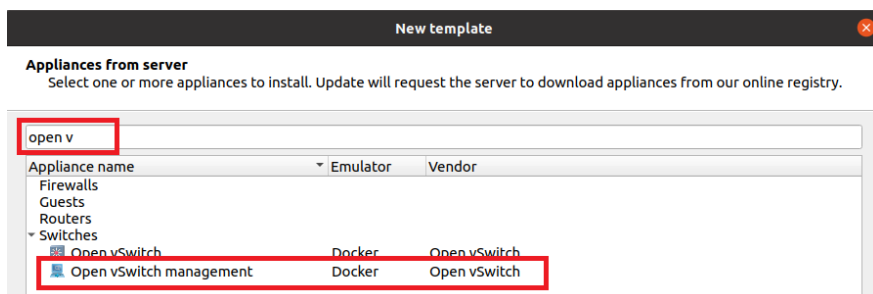 New template
Appliances from server
Select one or more appliances to install. Update will request the server to download appliances from our online registry.
open v
Appliance name Emulator Vendor
Firewalls
Guests
Routers
Switches
Open vSwitch Docker Open vSwitch
Open vSwitch management Docker Open vSwitch